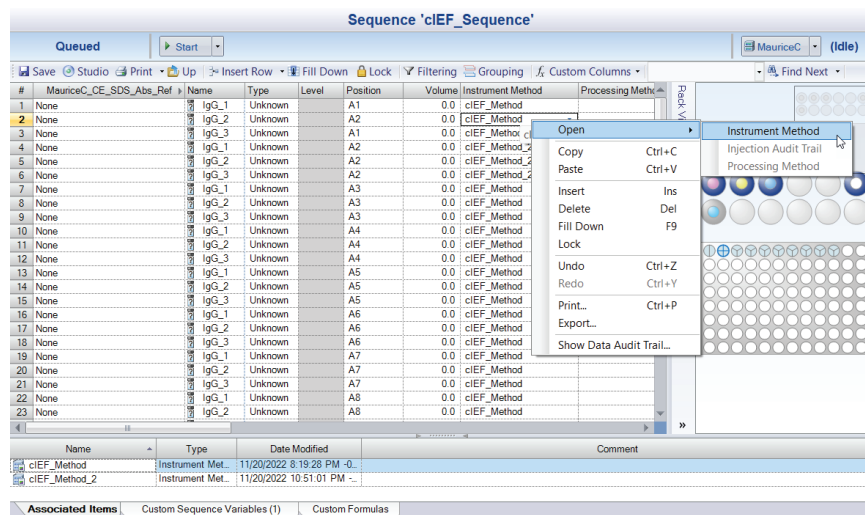 Sequence 'cIEF_Sequence'
Queued Start MauriceC (Idle)
Save Studio Print Up Insert Row Fill Down Lock Filtering Grouping fx Custom Columns Find Next
# MauriceC_CE_SDS_Abs_Ref Name Type Level Position Volume Instrument Method Processing Metho Rack Vi
1 None IgG_1 Unknown A1 0.0 cIEF_Method
2 None IgG_2 Unknown A2 0.0 cIEF_Method
3 None IgG_3 Unknown A1 0.0 cIEF_Method
4 None IgG_1 Unknown A2 0.0 cIEF_Method_2
5 None IgG_2 Unknown A2 0.0 cIEF_Method_2
6 None IgG_3 Unknown A2 0.0 cIEF_Method_2
7 None IgG_1 Unknown A3 0.0 cIEF_Method
8 None IgG_2 Unknown A3 0.0 cIEF_Method
9 None IgG_3 Unknown A3 0.0 cIEF_Method
10 None IgG_1 Unknown A4 0.0 cIEF_Method
11 None IgG_2 Unknown A4 0.0 cIEF_Method
12 None IgG_3 Unknown A4 0.0 cIEF_Method
13 None IgG_1 Unknown A5 0.0 cIEF_Method
14 None IgG_2 Unknown A5 0.0 cIEF_Method
15 None IgG_3 Unknown A5 0.0 cIEF_Method
16 None IgG_1 Unknown A6 0.0 cIEF_Method
17 None IgG_2 Unknown A6 0.0 cIEF_Method
18 None IgG_3 Unknown A6 0.0 cIEF_Method
19 None IgG_1 Unknown A7 0.0 cIEF_Method
20 None IgG_2 Unknown A7 0.0 cIEF_Method
21 None IgG_3 Unknown A7 0.0 cIEF_Method
22 None IgG_1 Unknown A8 0.0 cIEF_Method
23 None IgG_2 Unknown A8 0.0 cIEF_Method
Open
Copy Ctrl+C
Paste Ctrl+V
Insert Ins
Delete Del
Fill Down F9
Lock
Undo Ctrl+Z
Redo Ctrl+Y
Print... Ctrl+P
Export...
Show Data Audit Trail...
Instrument Method
Injection Audit Trail
Processing Method
Name Type Date Modified Comment
cIEF_Method Instrument Met... 11/20/2022 8:19:28 PM -0...
cIEF_Method_2 Instrument Met... 11/20/2022 10:51:01 PM -...
Associated Items Custom Sequence Variables (1) Custom Formulas